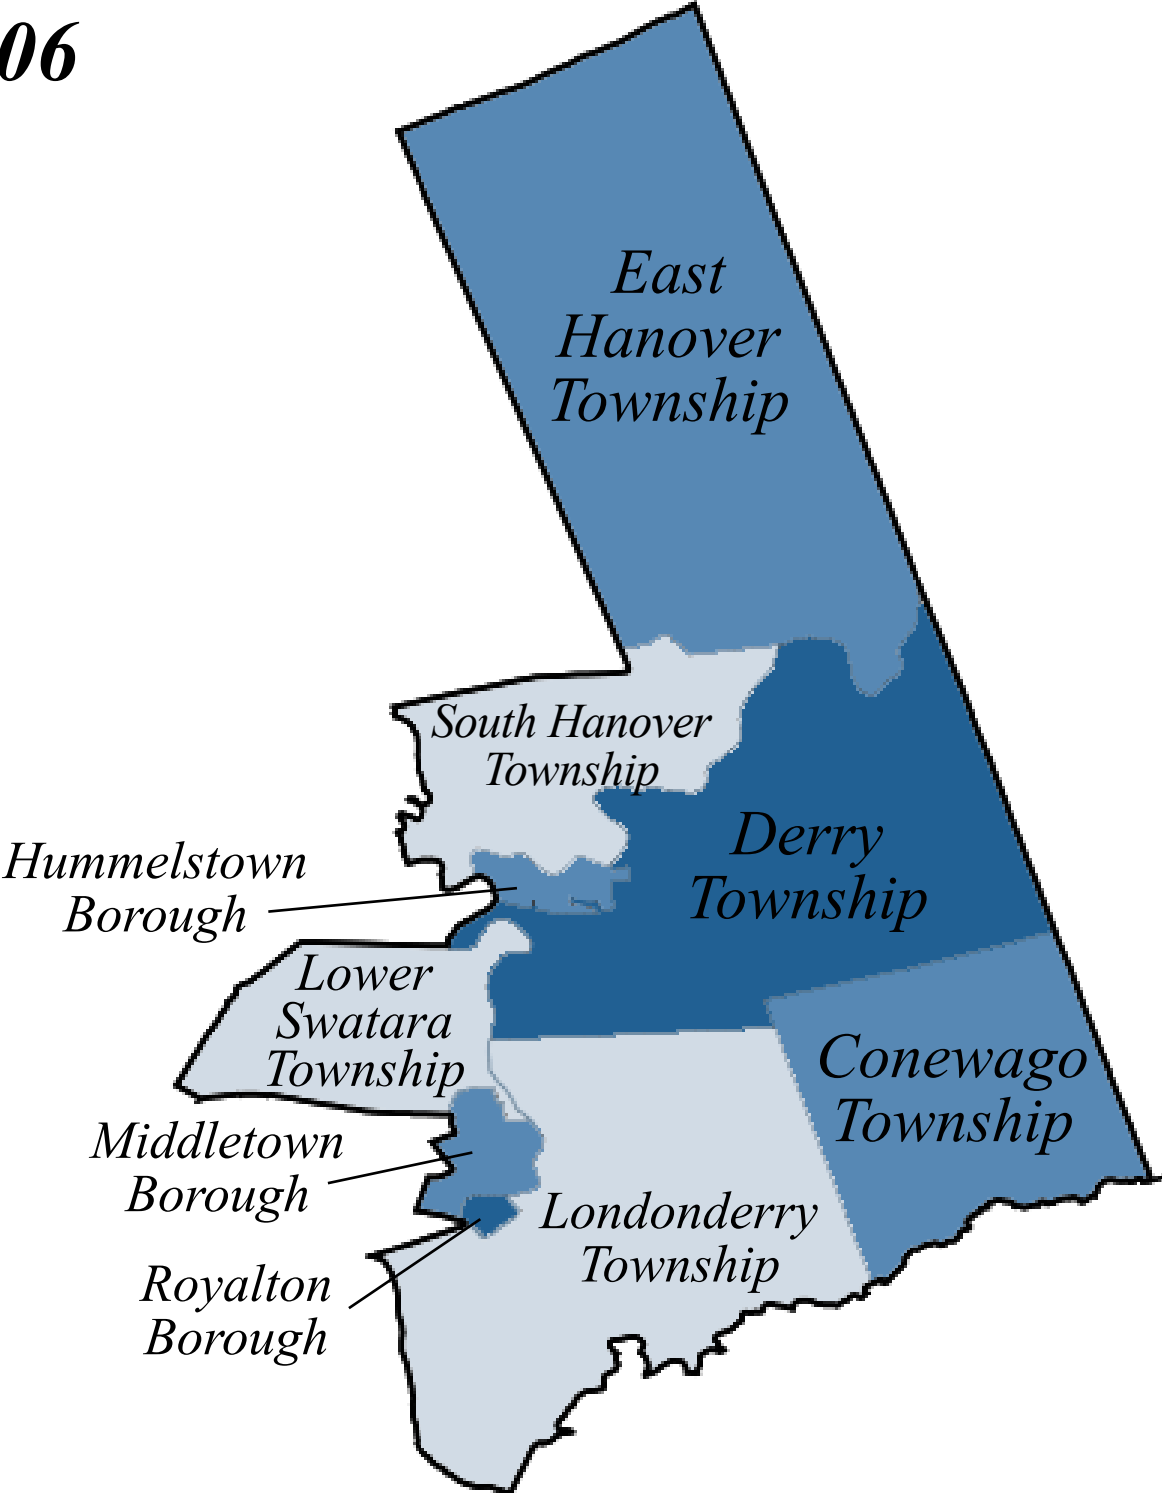 06
East
Hanover
Township
South Hanover
Township
Derry
Township
Hummelstown
Borough
Lower
Swatara
Township
Conewago
Township
Middletown
Borough
Londonderry
Township
Royalton
Borough